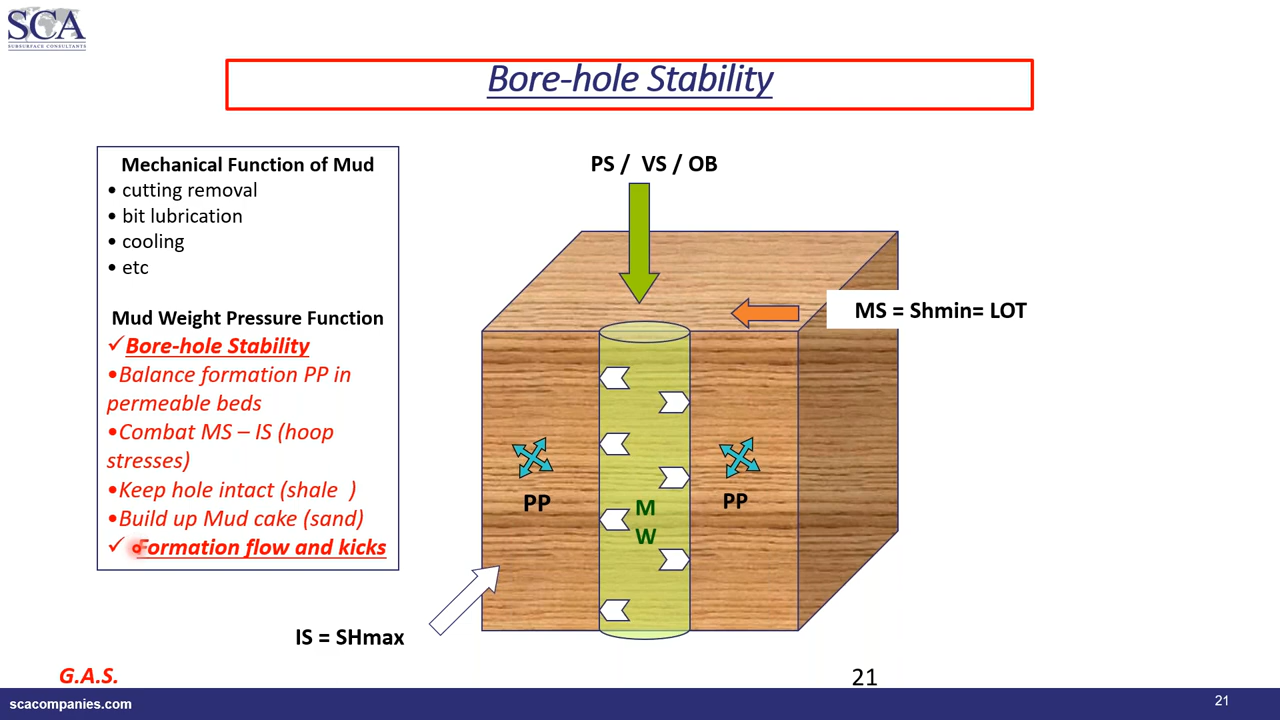 SCA
SUBSURFACE CONSULTANTS
Bore-hole Stability
Mechanical Function of Mud
• cutting removal
• bit lubrication
• cooling
• etc
Mud Weight Pressure Function
✓Bore-hole Stability
•Balance formation PP in
permeable beds
•Combat MS – IS (hoop
stresses)
•Keep hole intact (shale )
•Build up Mud cake (sand)
✓ Formation flow and kicks
PS / VS / OB
MS = Shmin= LOT
PP
M
W
PP
IS = SHmax
G.A.S.
21
scacompanies.com
21